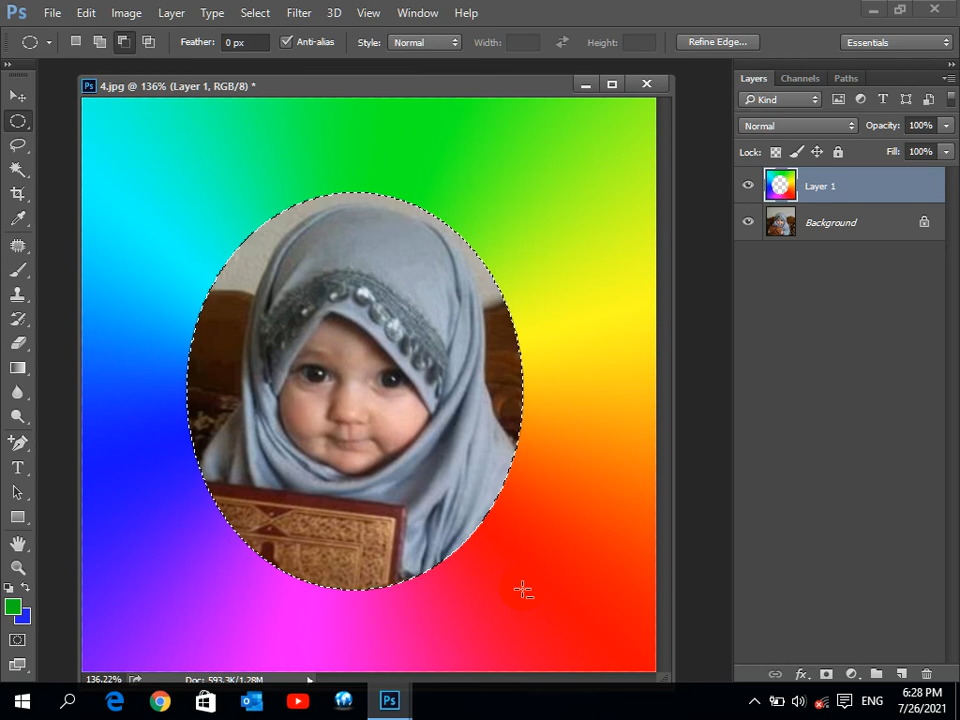 Ps File Edit Image Layer Type Select Filter 3D View Window Help
Feather: 0 px Anti-alias Style: Normal Width: Height: Refine Edge... Essentials
Ps 4.jpg @ 136% (Layer 1, RGB/8) *
Layers Channels Paths
Kind
Normal Opacity: 100%
Lock: Fill: 100%
Layer 1
Background
136.22% Doc: 593.3K/1.28M
Ps ENG 6:28 PM
7/26/2021